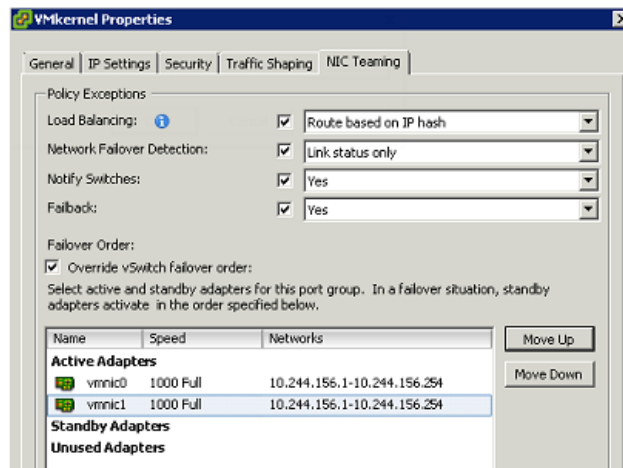 VMkernel Properties
General IP Settings Security Traffic Shaping NIC Teaming
Policy Exceptions
Load Balancing: Route based on IP hash
Network Failover Detection: Link status only
Notify Switches: Yes
Failback: Yes
Failover Order:
Override vSwitch failover order:
Select active and standby adapters for this port group. In a failover situation, standby
adapters activate in the order specified below.
Name Speed Networks Move Up
Active Adapters
vmnic0 1000 Full 10.244.156.1-10.244.156.254 Move Down
vmnic1 1000 Full 10.244.156.1-10.244.156.254
Standby Adapters
Unused Adapters